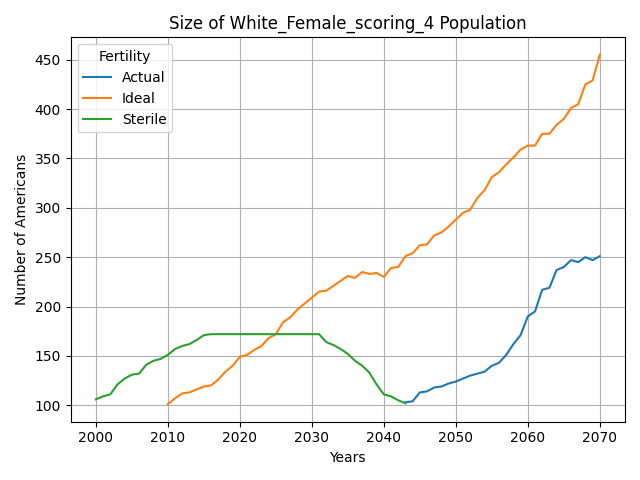 Size of White_Female_scoring_4 Population
Fertility
Actual
Ideal
Sterile
Number of Americans
450
400
350
300
250
200
150
100
2000 2010 2020 2030 2040 2050 2060 2070
Years